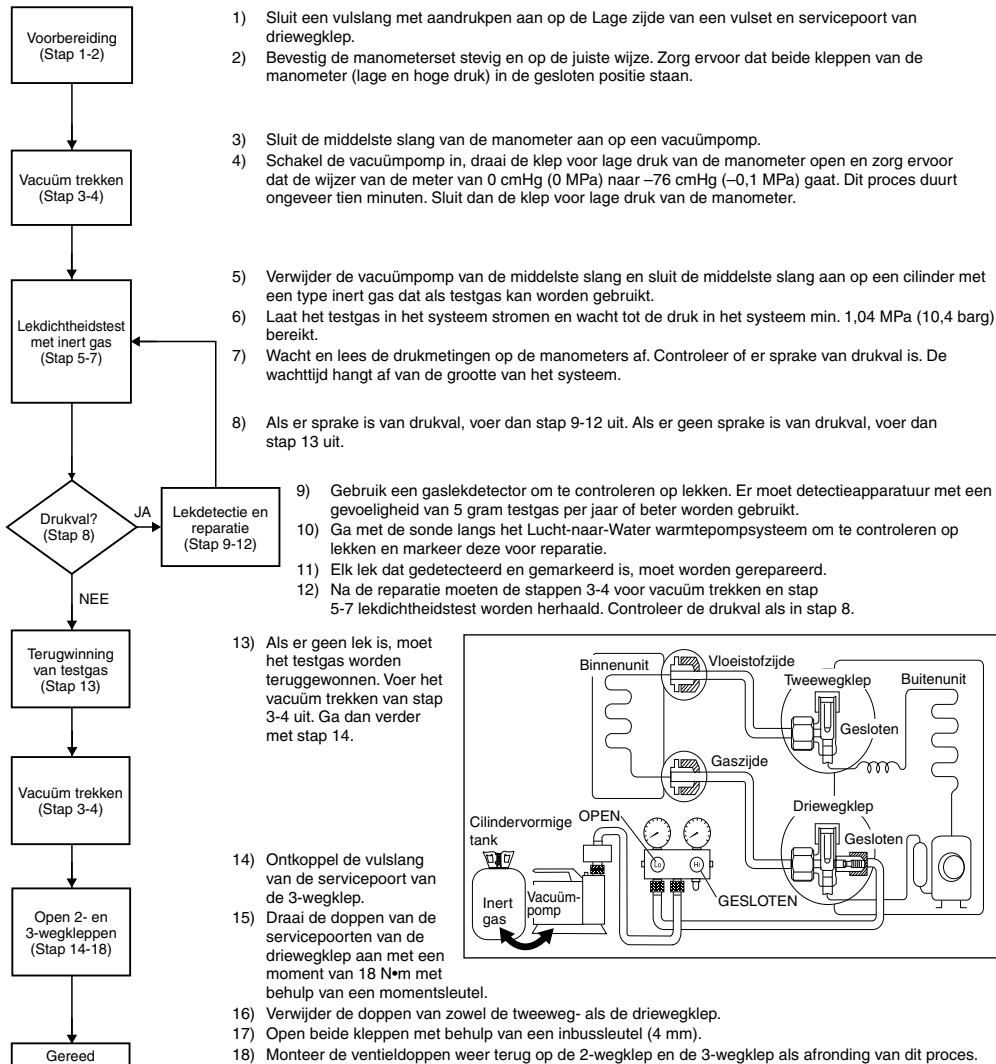 Voorbereiding
(Stap 1-2)
1) Sluit een vulslang met aandrukpen aan op de Lage zijde van een vulset en servicepoort van
driewegklep.
2) Bevestig de manometerset stevig en op de juiste wijze. Zorg ervoor dat beide kleppen van de
manometer (lage en hoge druk) in de gesloten positie staan.
Vacuüm trekken
(Stap 3-4)
3) Sluit de middelste slang van de manometer aan op een vacuümpomp.
4) Schakel de vacuümpomp in, draai de klep voor lage druk van de manometer open en zorg ervoor
dat de wijzer van de meter van 0 cmHg (0 MPa) naar –76 cmHg (–0,1 MPa) gaat. Dit proces duurt
ongeveer tien minuten. Sluit dan de klep voor lage druk van de manometer.
Lekdichtheidstest
met inert gas
(Stap 5-7)
5) Verwijder de vacuümpomp van de middelste slang en sluit de middelste slang aan op een cilinder met
een type inert gas dat als testgas kan worden gebruikt.
6) Laat het testgas in het systeem stromen en wacht tot de druk in het systeem min. 1,04 MPa (10,4 barg)
bereikt.
7) Wacht en lees de drukmetingen op de manometers af. Controleer of er sprake van drukval is. De
wachttijd hangt af van de grootte van het systeem.
8) Als er sprake is van drukval, voer dan stap 9-12 uit. Als er geen sprake is van drukval, voer dan
stap 13 uit.
Drukval?
(Stap 8)
JA
NEE
Lekdetectie en
reparatie
(Stap 9-12)
9) Gebruik een gaslekdetector om te controleren op lekken. Er moet detectieapparatuur met een
gevoeligheid van 5 gram testgas per jaar of beter worden gebruikt.
10) Ga met de sonde langs het Lucht-naar-Water warmtepompsysteem om te controleren op
lekken en markeer deze voor reparatie.
11) Elk lek dat gedetecteerd en gemarkeerd is, moet worden gerepareerd.
12) Na de reparatie moeten de stappen 3-4 voor vacuüm trekken en stap
5-7 lekdichtheidstest worden herhaald. Controleer de drukval als in stap 8.
Terugwinning
van testgas
(Stap 13)
13) Als er geen lek is, moet
het testgas worden
teruggewonnen. Voer het
vacuüm trekken van stap
3-4 uit. Ga dan verder
met stap 14.
Vacuüm trekken
(Stap 3-4)
Open 2- en
3-wegkleppen
(Stap 14-18)
14) Ontkoppel de vulslang
van de servicepoort van
de 3-wegklep.
15) Draai de doppen van de
servicepoorten van de
driewegklep aan met een
moment van 18 N•m met
behulp van een momentsleutel.
16) Verwijder de doppen van zowel de tweeweg- als de driewegklep.
17) Open beide kleppen met behulp van een inbussleutel (4 mm).
18) Monteer de ventieldoppen weer terug op de 2-wegklep en de 3-wegklep als afronding van dit proces.
Gereed
Binnenunit
Vloeistofzijde
Tweewegklep
Buitenunit
Gesloten
Gaszijde
Driewegklep
Gesloten
Cilindervormige
tank
OPEN
Lo
Hi
GESLOTEN
Inert
gas
Vacuüm-
pomp